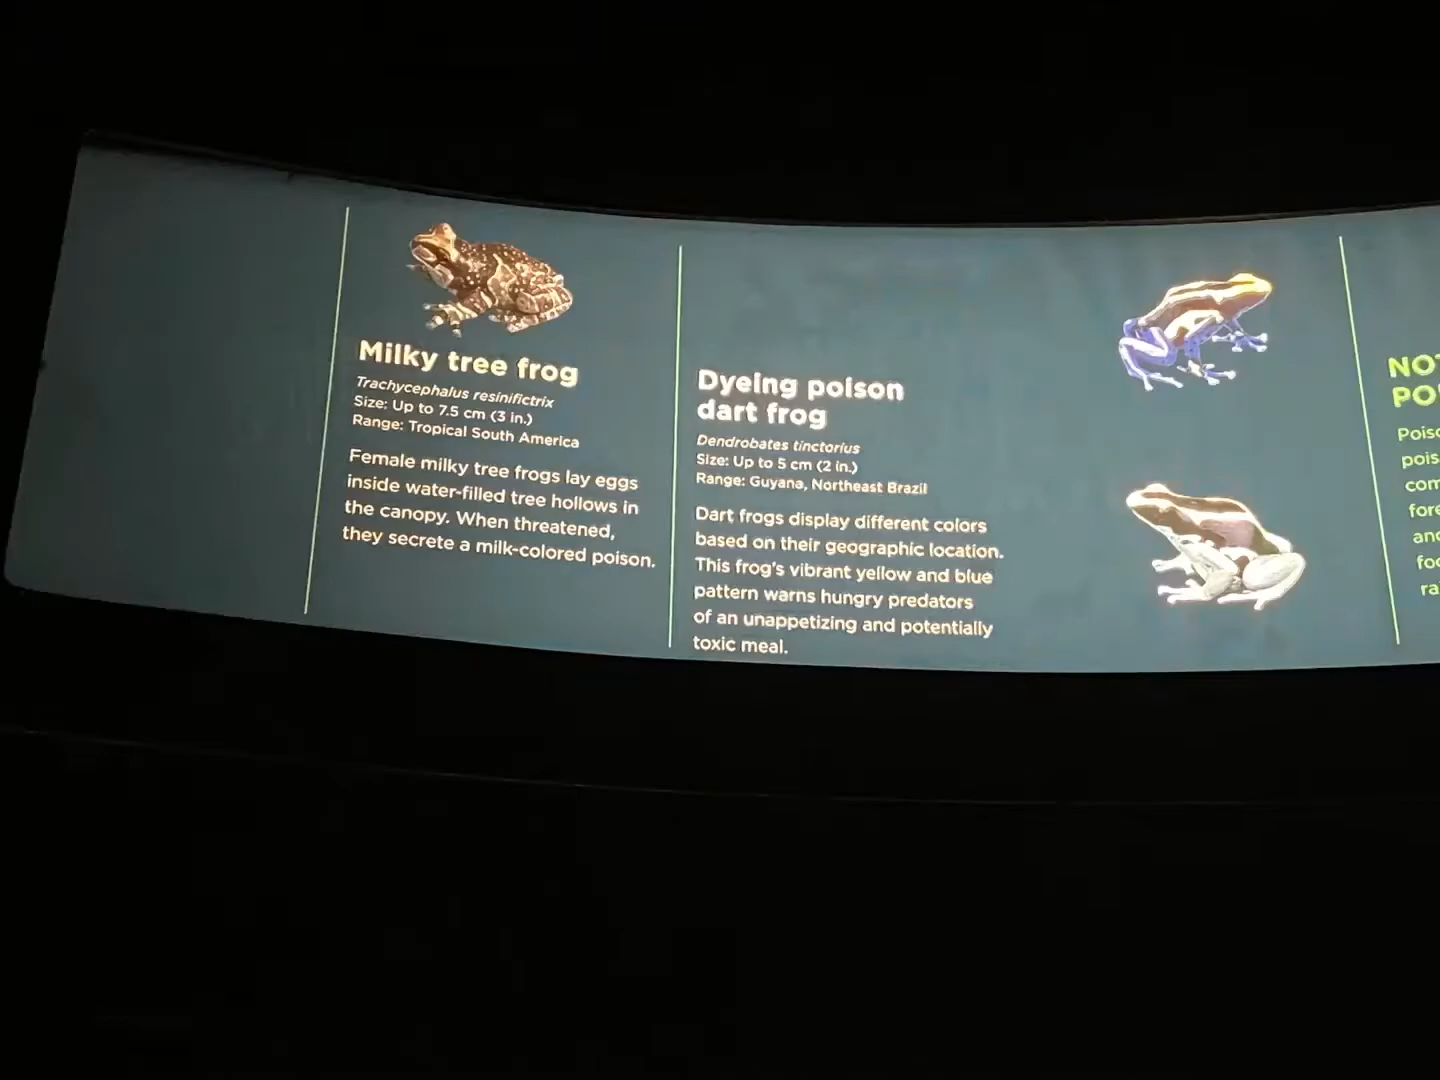 Milky tree frog
Trachycephalus resinifictrix
Size: Up to 7.5 cm (3 in.)
Range: Tropical South America
Female milky tree frogs lay eggs
inside water-filled tree hollows in
the canopy. When threatened,
they secrete a milk-colored poison.
Dyeing poison
dart frog
Dendrobates tinctorius
Size: Up to 5 cm (2 in.)
Range: Guyana, Northeast Brazil
Dart frogs display different colors
based on their geographic location.
This frog's vibrant yellow and blue
pattern warns hungry predators
of an unappetizing and potentially
toxic meal.